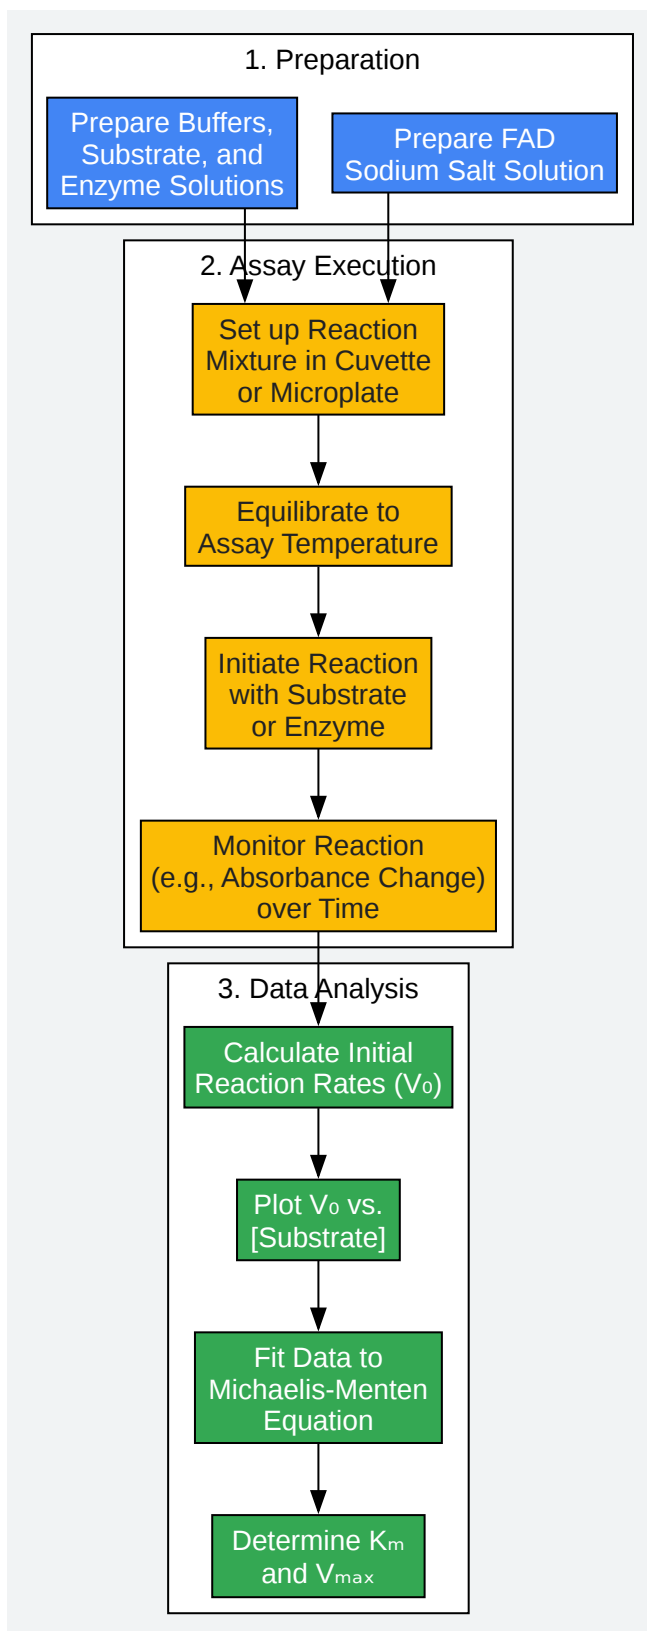 1. Preparation
Prepare Buffers,
Substrate, and
Enzyme Solutions
Prepare FAD
Sodium Salt Solution
2. Assay Execution
Set up Reaction
Mixture in Cuvette
or Microplate
Equilibrate to
Assay Temperature
Initiate Reaction
with Substrate
or Enzyme
Monitor Reaction
(e.g., Absorbance Change)
over Time
3. Data Analysis
Calculate Initial
Reaction Rates (V₀)
Plot V₀ vs.
[Substrate]
Fit Data to
Michaelis-Menten
Equation
Determine Kₘ
and Vₘₐₓ